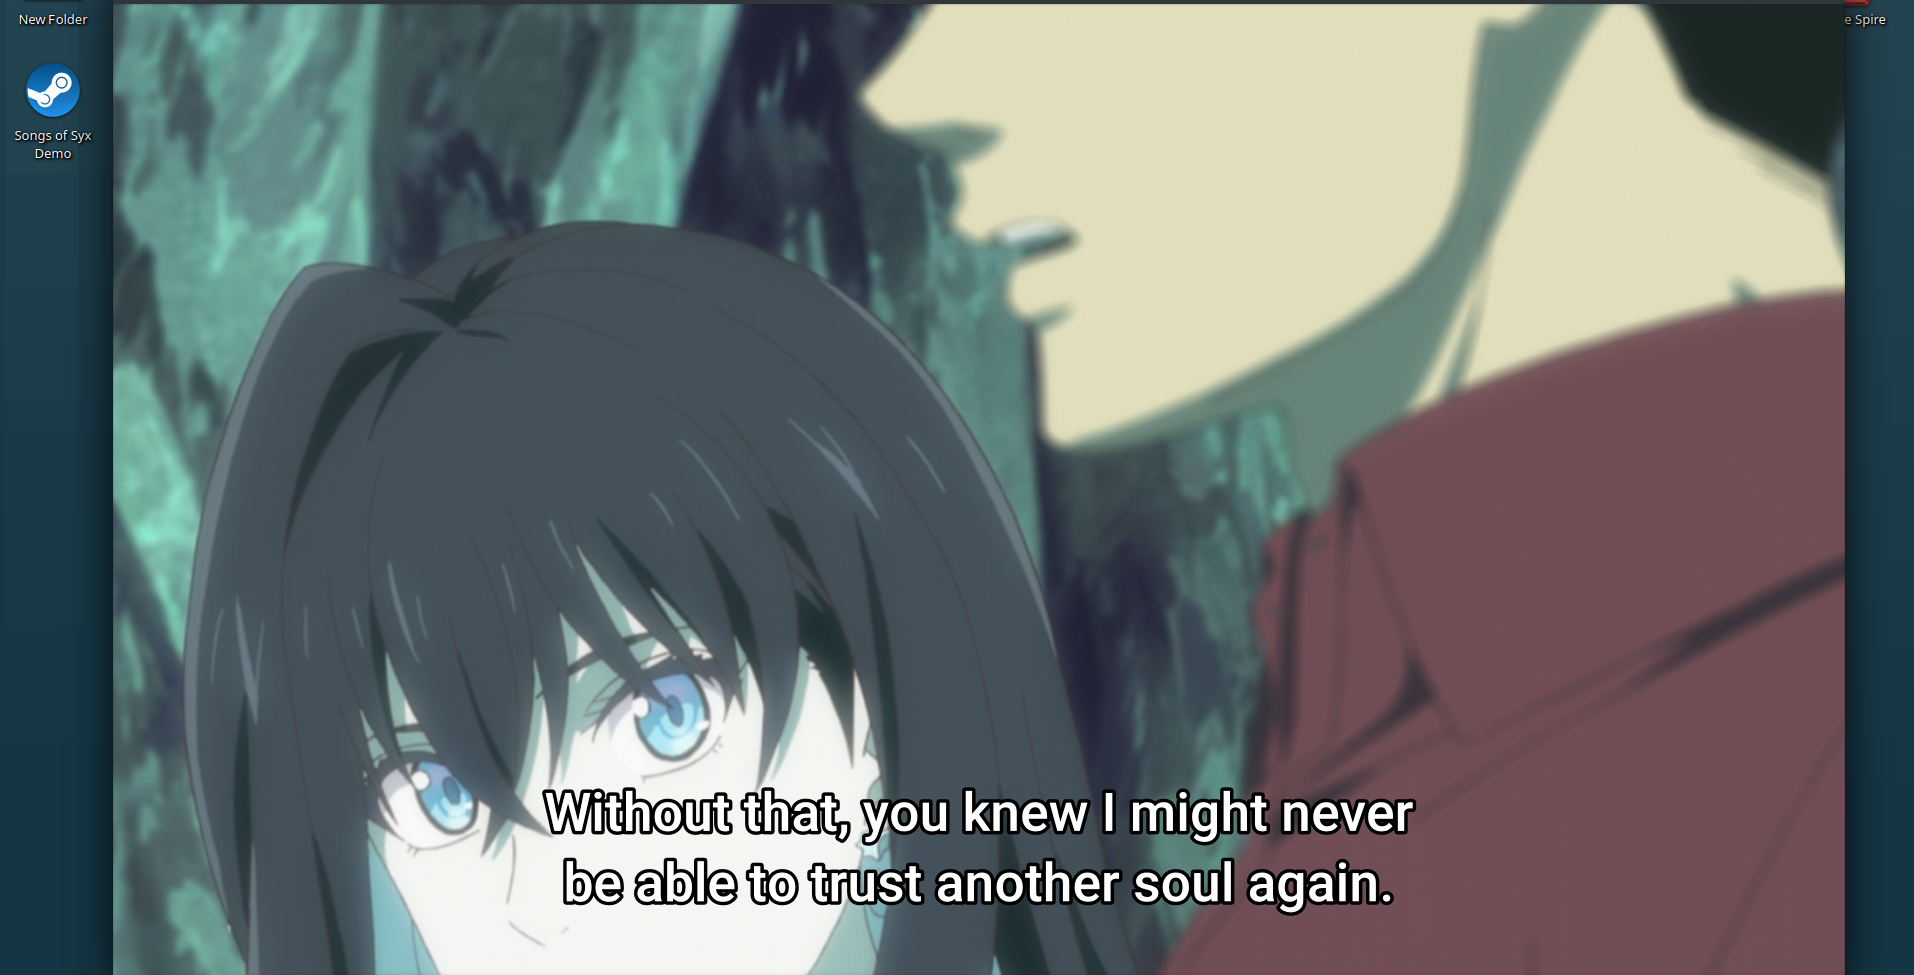 New Folder
e Spire
Songs of Syx
Demo
Without that, you knew I might never
be able to trust another soul again.